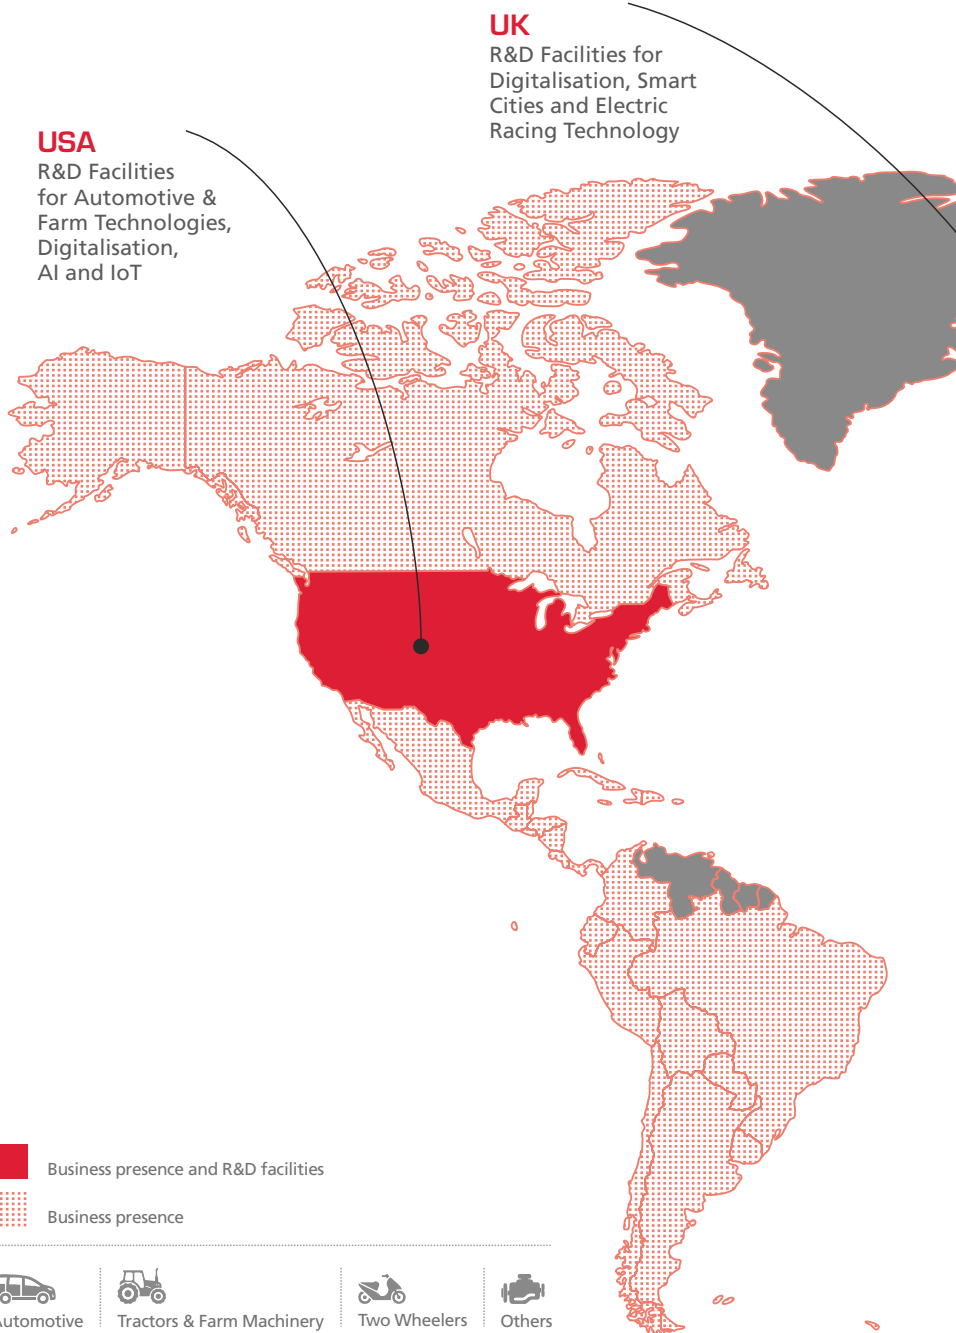 UK
R&D Facilities for
Digitalisation, Smart
Cities and Electric
Racing Technology
USA
R&D Facilities
for Automotive &
Farm Technologies,
Digitalisation,
AI and IoT
Business presence and R&D facilities
Business presence
Automotive
Tractors & Farm Machinery
Two Wheelers
Others